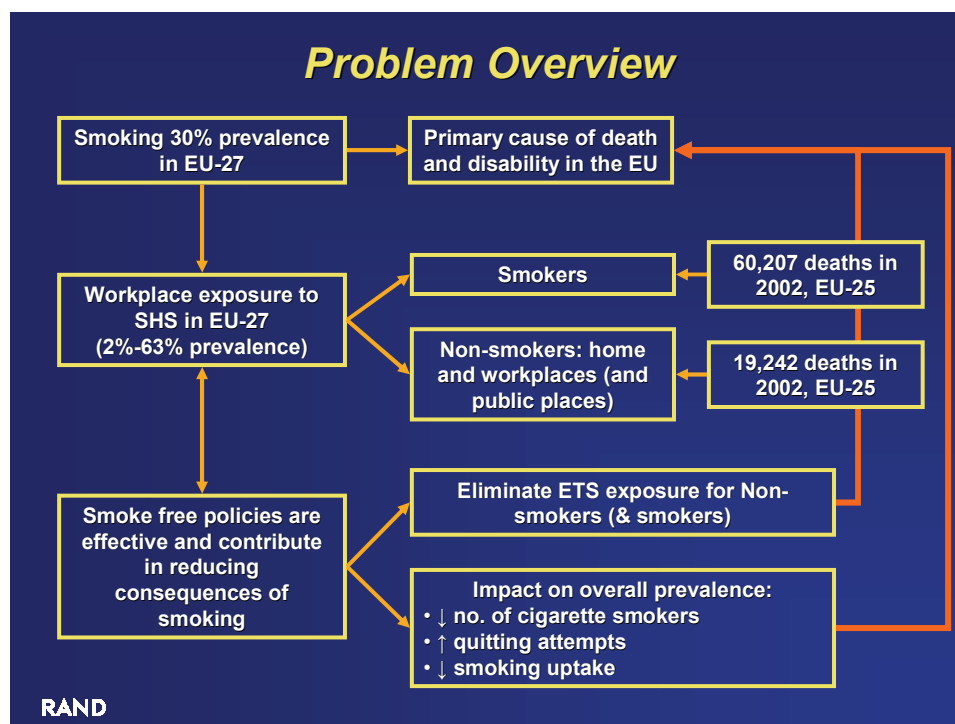 Problem Overview
Smoking 30% prevalence
in EU-27
Primary cause of death
and disability in the EU
Workplace exposure to
SHS in EU-27
(2%-63% prevalence)
Smokers
60,207 deaths in
2002, EU-25
Non-smokers: home
and workplaces (and
public places)
19,242 deaths in
2002, EU-25
Smoke free policies are
effective and contribute
in reducing
consequences of
smoking
Eliminate ETS exposure for Non-
smokers (& smokers)
Impact on overall prevalence:
• ↓ no. of cigarette smokers
• ↑ quitting attempts
• ↓ smoking uptake
RAND